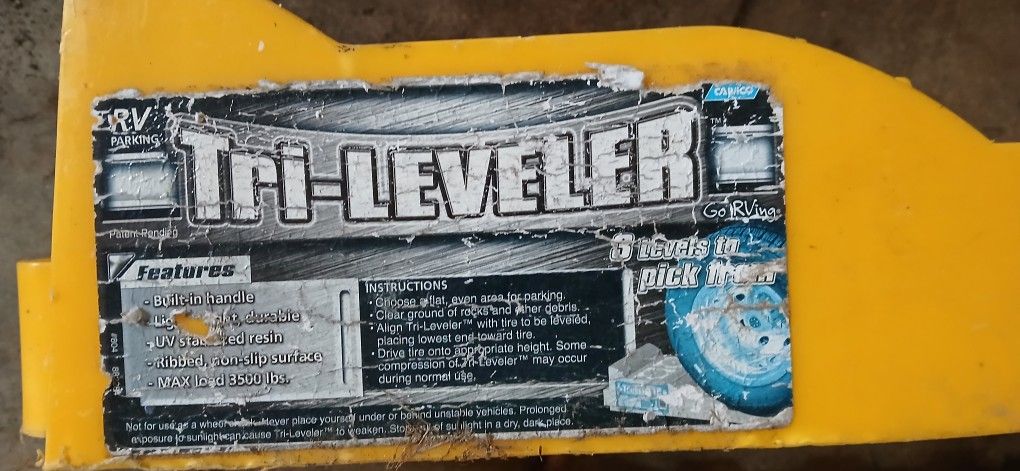 RV
PARKING
CAMCO
Tri-LEVELER
TM
Go RVing
Patent Pending
3 Levels to
pick from
Features
- Built-in handle
- Lightweight, durable
- UV stabilized resin
- Ribbed, non-slip surface
- MAX load 3500 lbs.
INSTRUCTIONS
• Choose a flat, even area for parking.
• Clear ground of rocks and other debris.
• Align Tri-Leveler™ with tire to be leveled,
placing lowest end toward tire.
• Drive tire onto appropriate height. Some
compression of Tri-Leveler™ may occur
during normal use.
Not for use as a wheel chock. Never place yourself under or behind unstable vehicles. Prolonged
exposure to sunlight can cause Tri-Leveler™ to weaken. Store out of sunlight in a dry, dark place.